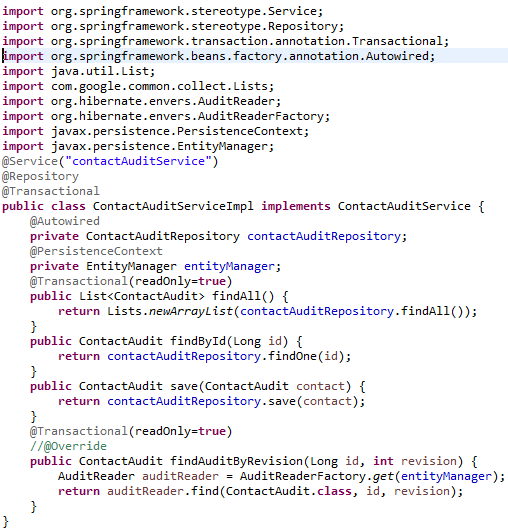 import org.springframework.stereotype.Service;
import org.springframework.stereotype.Repository;
import org.springframework.transaction.annotation.Transactional;
import org.springframework.beans.factory.annotation.Autowired;
import java.util.List;
import com.google.common.collect.Lists;
import org.hibernate.envers.AuditReader;
import org.hibernate.envers.AuditReaderFactory;
import javax.persistence.PersistenceContext;
import javax.persistence.EntityManager;
@Service("contactAuditService")
@Repository
@Transactional
public class ContactAuditServiceImpl implements ContactAuditService {
    @Autowired
    private ContactAuditRepository contactAuditRepository;
    @PersistenceContext
    private EntityManager entityManager;
    @Transactional(readOnly=true)
    public List<ContactAudit> findAll() {
        return Lists.newArrayList(contactAuditRepository.findAll());
    }
    public ContactAudit findById(Long id) {
        return contactAuditRepository.findOne(id);
    }
    public ContactAudit save(ContactAudit contact) {
        return contactAuditRepository.save(contact);
    }
    @Transactional(readOnly=true)
    //@Override
    public ContactAudit findAuditByRevision(Long id, int revision) {
        AuditReader auditReader = AuditReaderFactory.get(entityManager);
        return auditReader.find(ContactAudit.class, id, revision);
    }
}